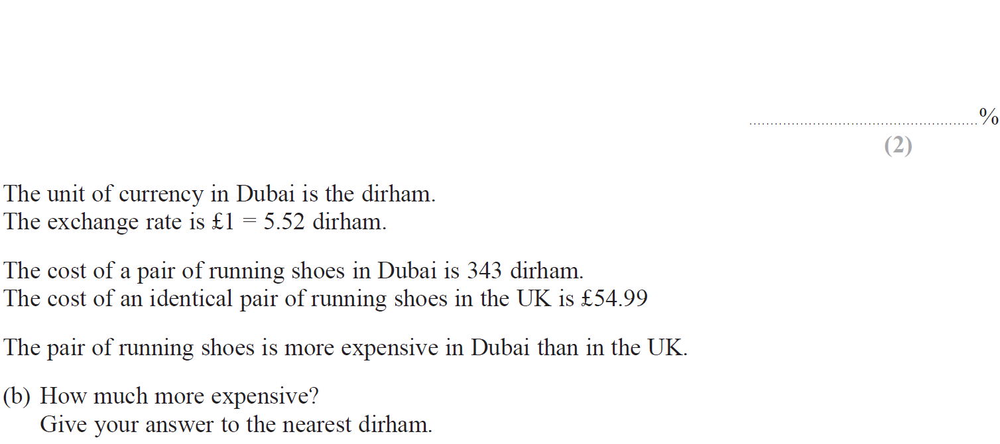 ....................................................... %
(2)
The unit of currency in Dubai is the dirham.
The exchange rate is £1 = 5.52 dirham.
The cost of a pair of running shoes in Dubai is 343 dirham.
The cost of an identical pair of running shoes in the UK is £54.99
The pair of running shoes is more expensive in Dubai than in the UK.
(b) How much more expensive?
Give your answer to the nearest dirham.